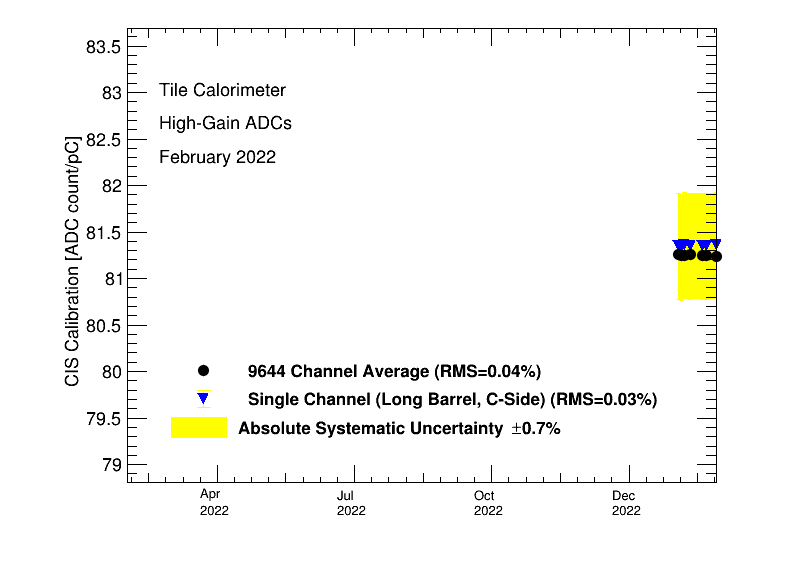 83.5
83
82.5
82
81.5
81
80.5
80
79.5
79
CIS Calibration [ADC count/pC]
Tile Calorimeter
High-Gain ADCs
February 2022
9644 Channel Average (RMS=0.04%)
Single Channel (Long Barrel, C-Side) (RMS=0.03%)
Absolute Systematic Uncertainty ±0.7%
Apr Jul Oct Dec
2022 2022 2022 2022